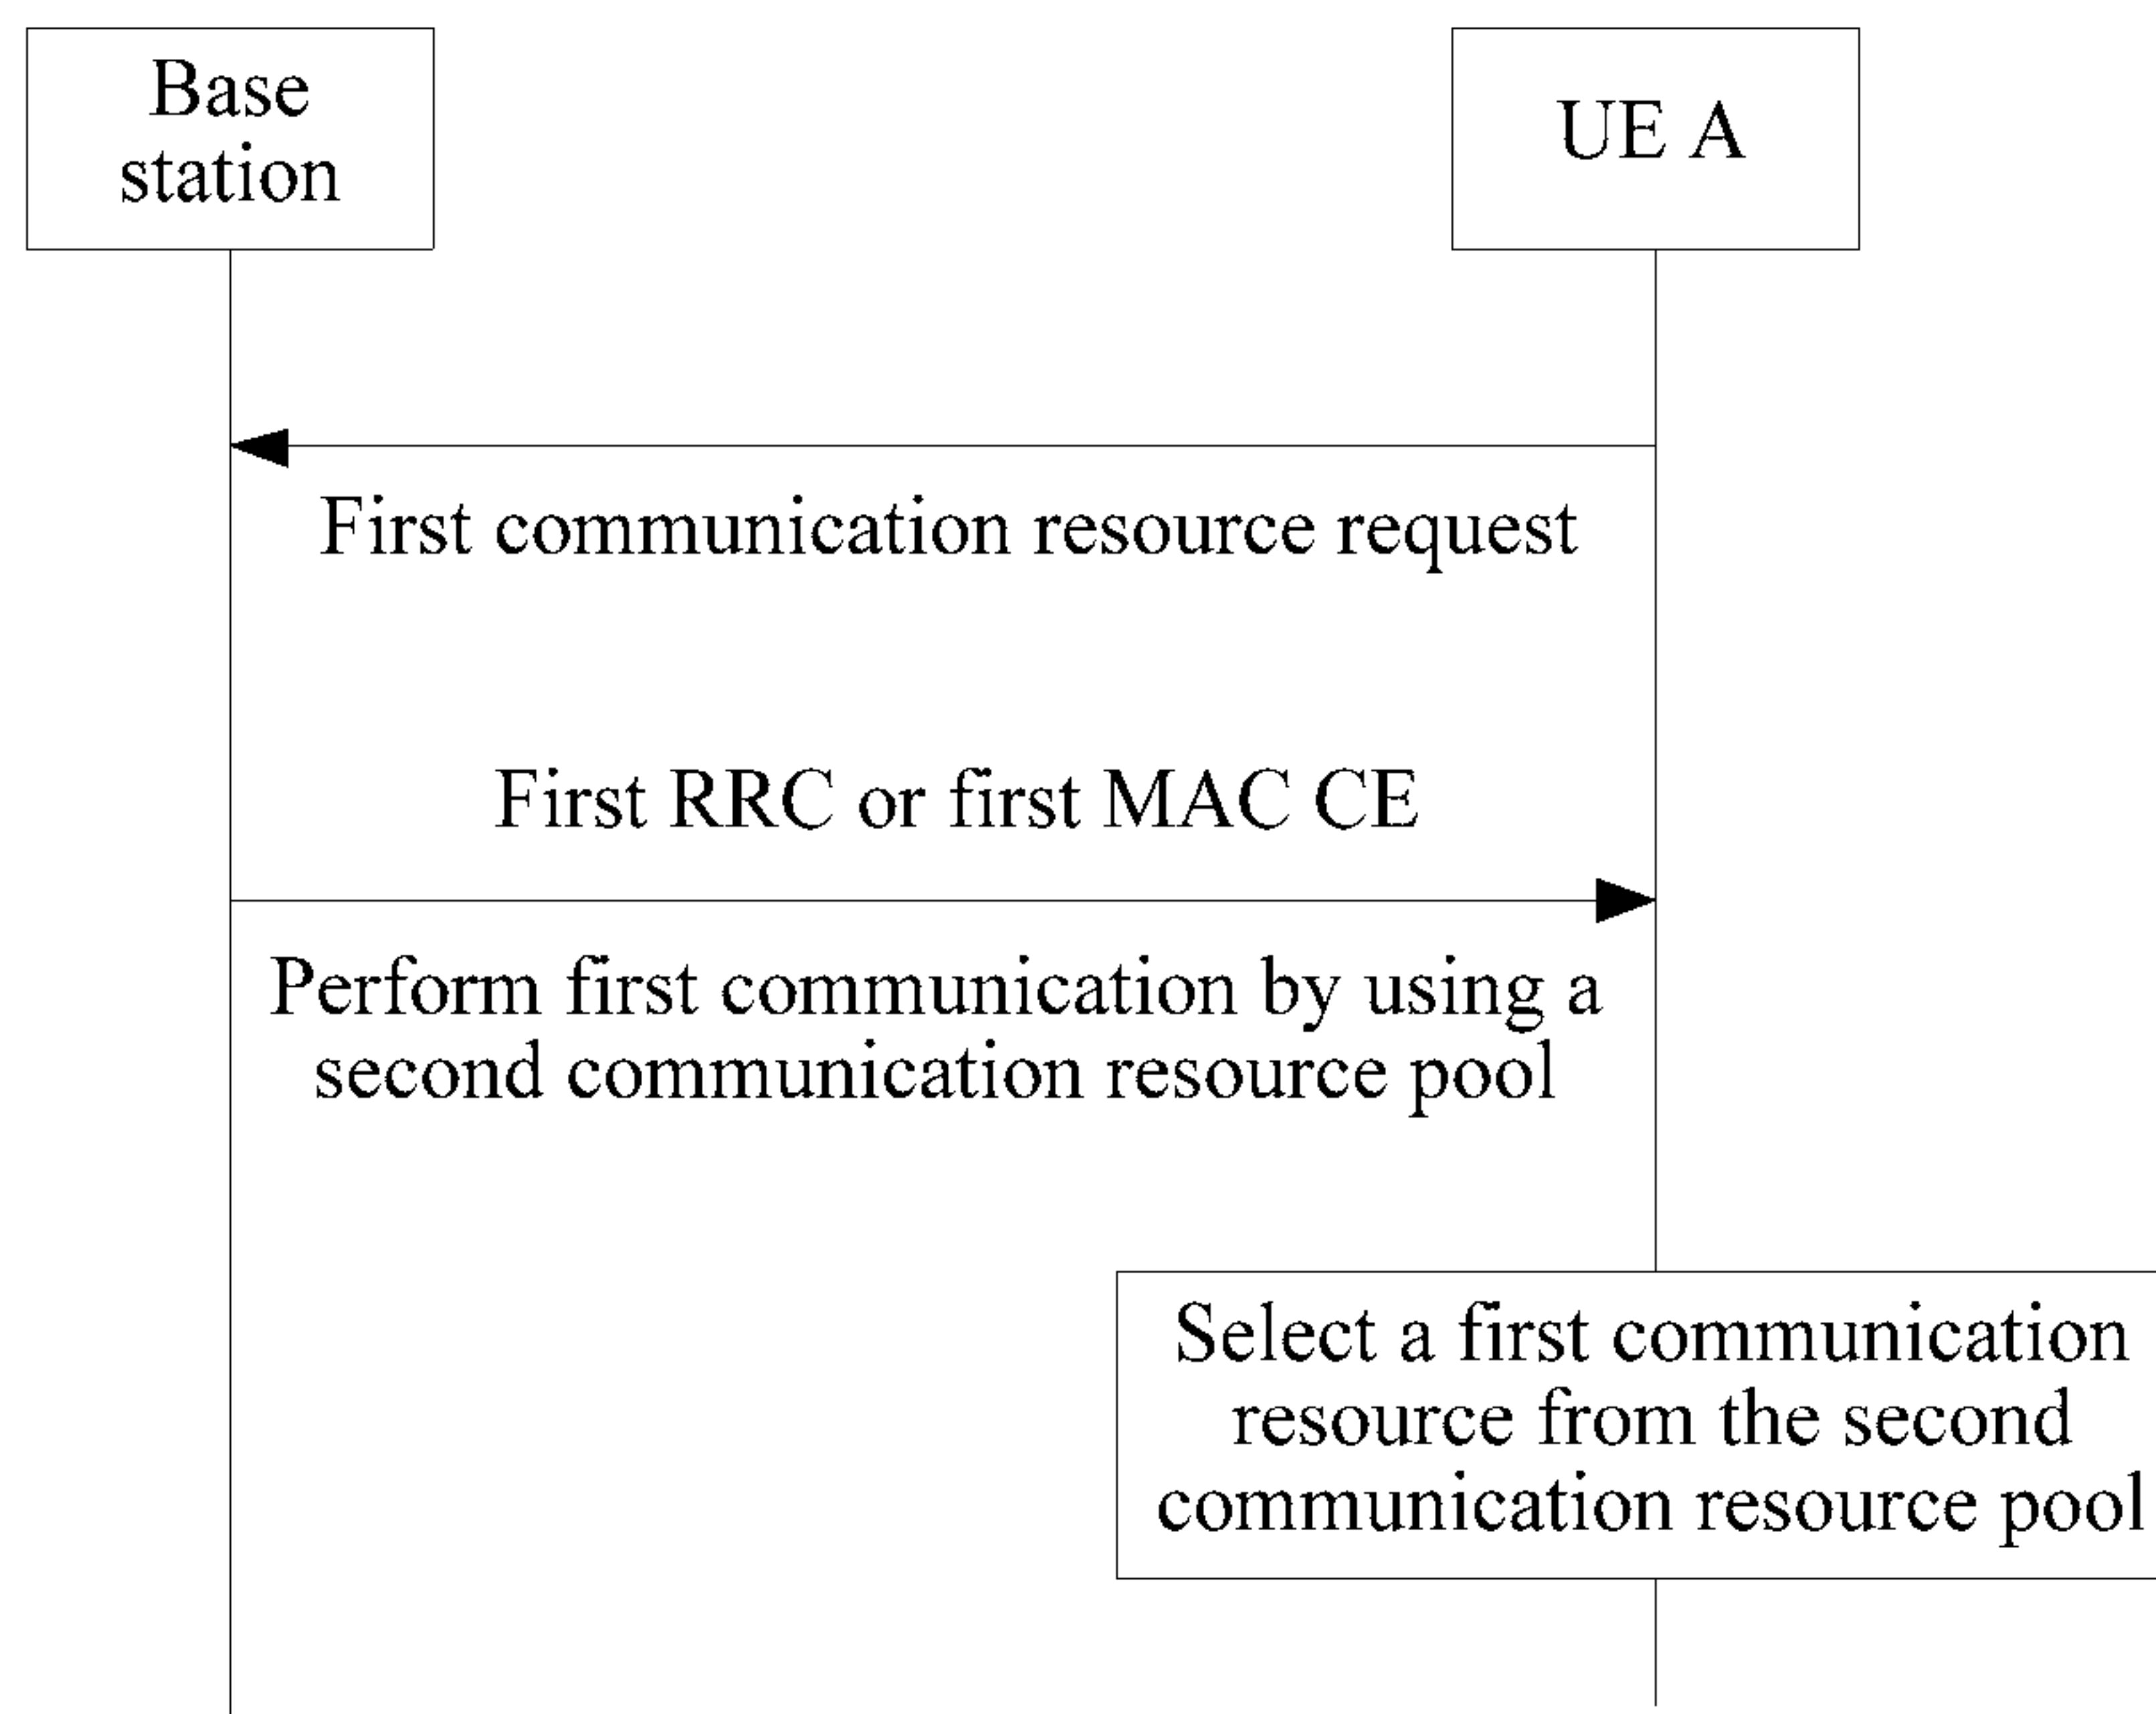 Base
station
UE A
First communication resource request
First RRC or first MAC CE
Perform first communication by using a
second communication resource pool
Select a first communication
resource from the second
communication resource pool